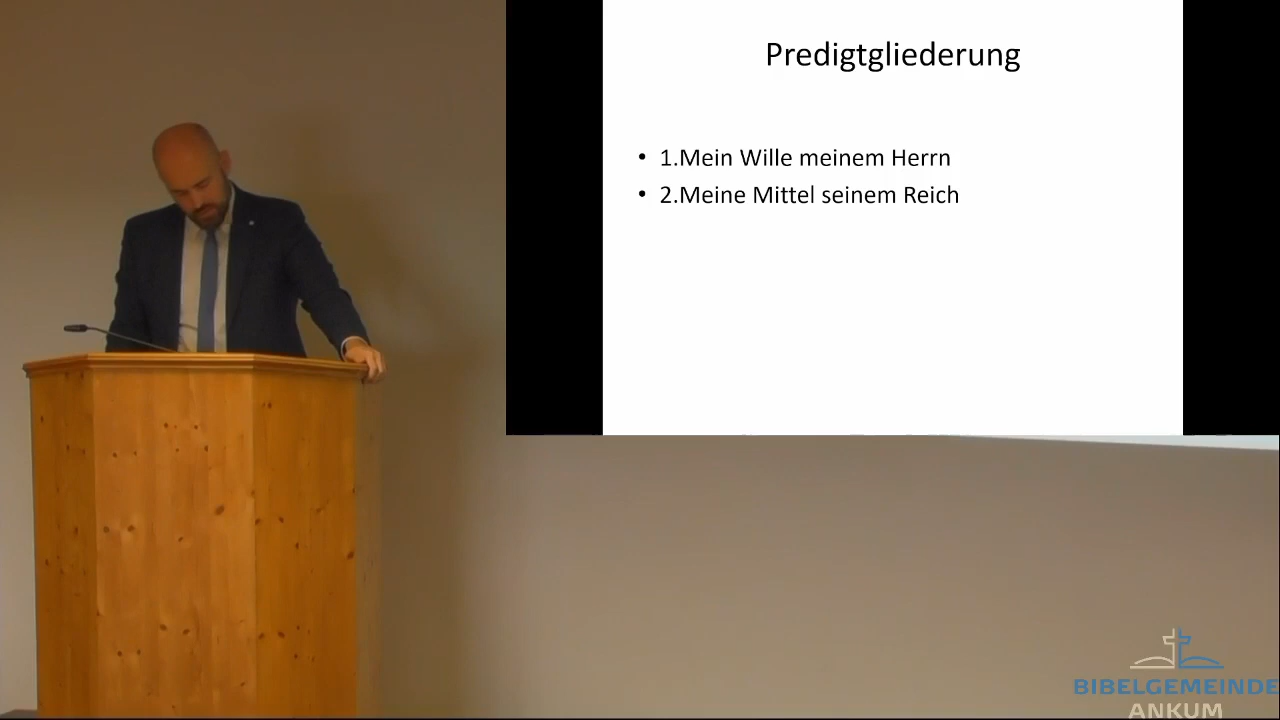 Predigtgliederung
• 1.Mein Wille meinem Herrn
• 2.Meine Mittel seinem Reich
BIBELGEMEINDE
ANKUM